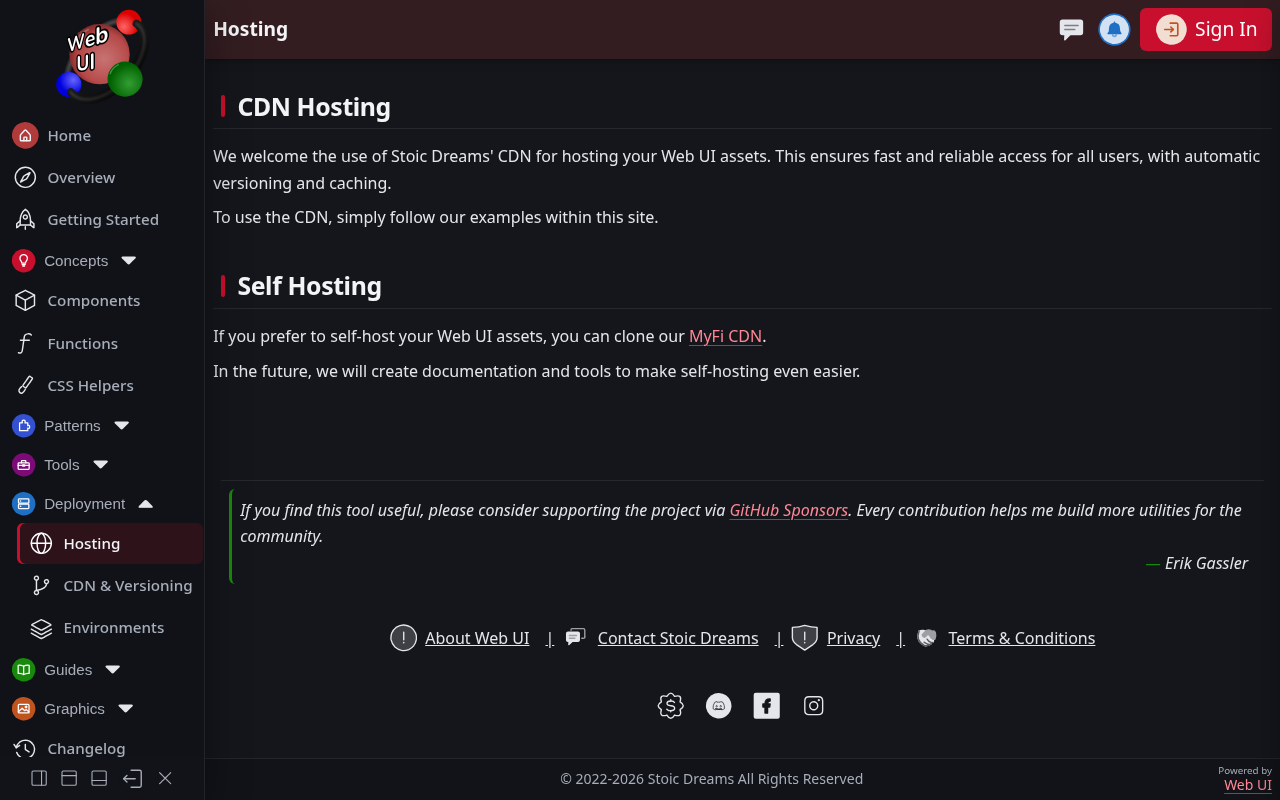 Web
UI
Home
Overview
Getting Started
Concepts
Components
Functions
CSS Helpers
Patterns
Tools
Deployment
Hosting
CDN & Versioning
Environments
Guides
Graphics
Changelog
Hosting
Sign In
CDN Hosting
We welcome the use of Stoic Dreams' CDN for hosting your Web UI assets. This ensures fast and reliable access for all users, with automatic
versioning and caching.
To use the CDN, simply follow our examples within this site.
Self Hosting
If you prefer to self-host your Web UI assets, you can clone our MyFi CDN.
In the future, we will create documentation and tools to make self-hosting even easier.
If you find this tool useful, please consider supporting the project via GitHub Sponsors. Every contribution helps me build more utilities for the
community.
— Erik Gassler
About Web UI | Contact Stoic Dreams | Privacy | Terms & Conditions
© 2022-2026 Stoic Dreams All Rights Reserved
Powered by
Web UI